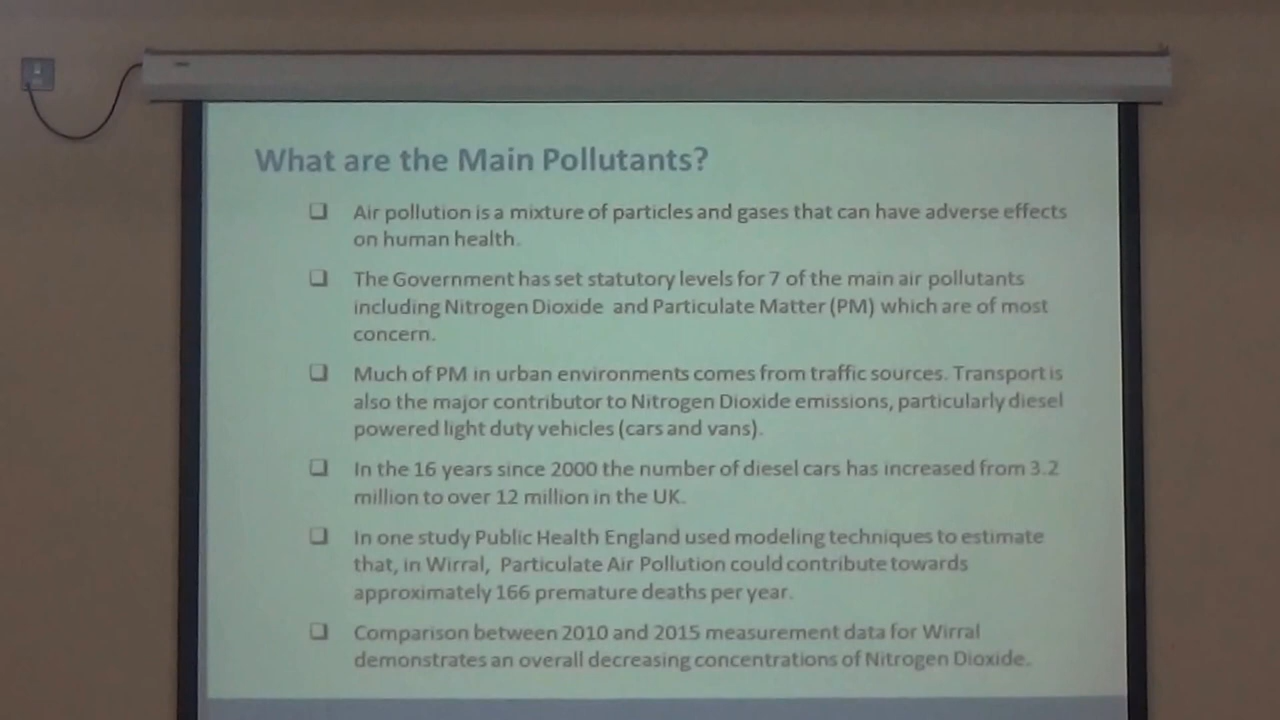 What are the Main Pollutants?
Air pollution is a mixture of particles and gases that can have adverse effects
on human health.
The Government has set statutory levels for 7 of the main air pollutants
including Nitrogen Dioxide and Particulate Matter (PM) which are of most
concern.
Much of PM in urban environments comes from traffic sources. Transport is
also the major contributor to Nitrogen Dioxide emissions, particularly diesel
powered light duty vehicles (cars and vans).
In the 16 years since 2000 the number of diesel cars has increased from 3.2
million to over 12 million in the UK.
In one study Public Health England used modeling techniques to estimate
that, in Wirral, Particulate Air Pollution could contribute towards
approximately 166 premature deaths per year.
Comparison between 2010 and 2015 measurement data for Wirral
demonstrates an overall decreasing concentrations of Nitrogen Dioxide.